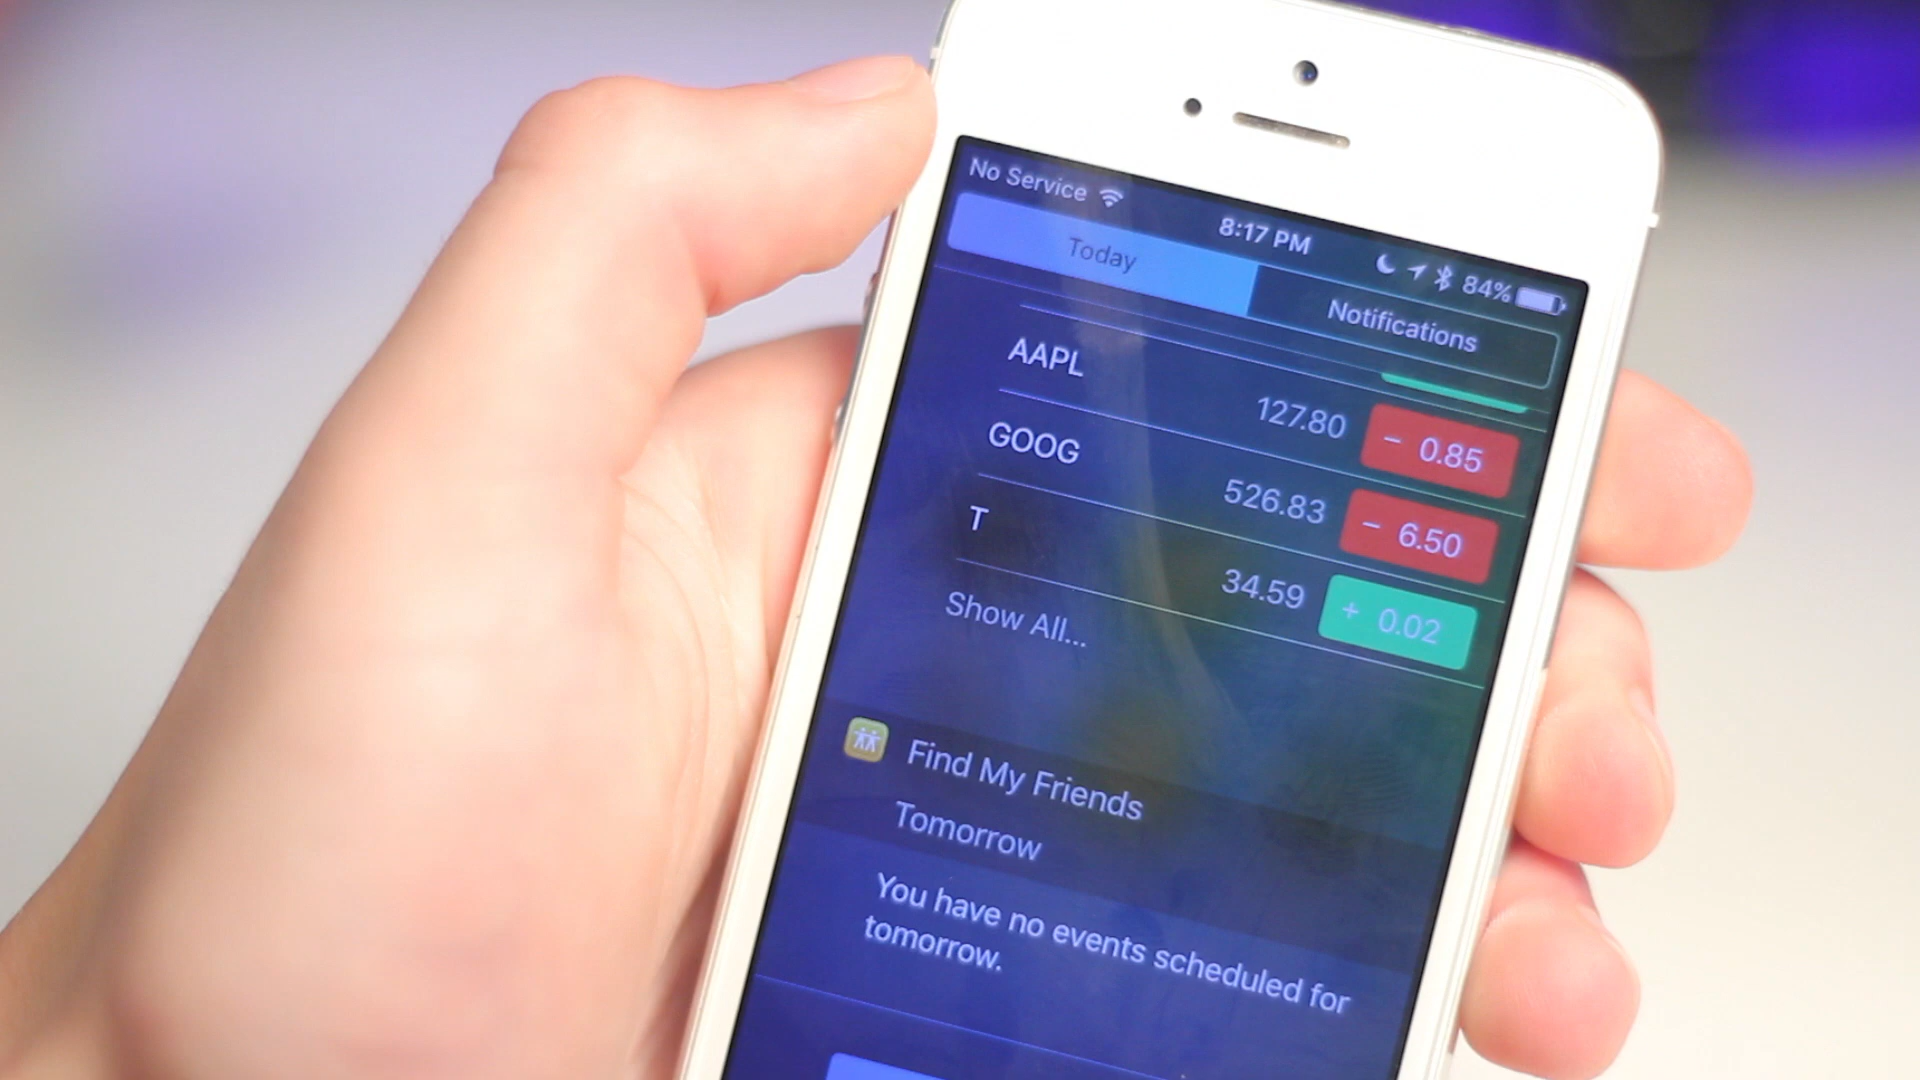 No Service 8:17 PM 84%
Today Notifications
AAPL 127.80 − 0.85
GOOG 526.83 − 6.50
T 34.59 + 0.02
Show All...
Find My Friends
Tomorrow
You have no events scheduled for
tomorrow.